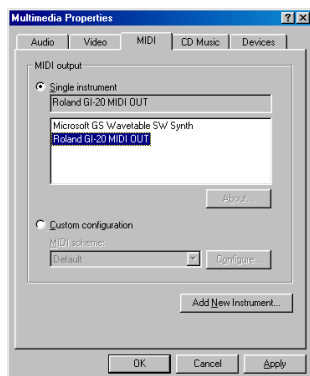 Multimedia Properties
Audio Video MIDI CD Music Devices
MIDI output
Single instrument
Roland GI-20 MIDI OUT
Microsoft GS Wavetable SW Synth
Roland GI-20 MIDI OUT
About...
Custom configuration
MIDI scheme:
Default Configure...
Add New Instrument...
OK Cancel Apply